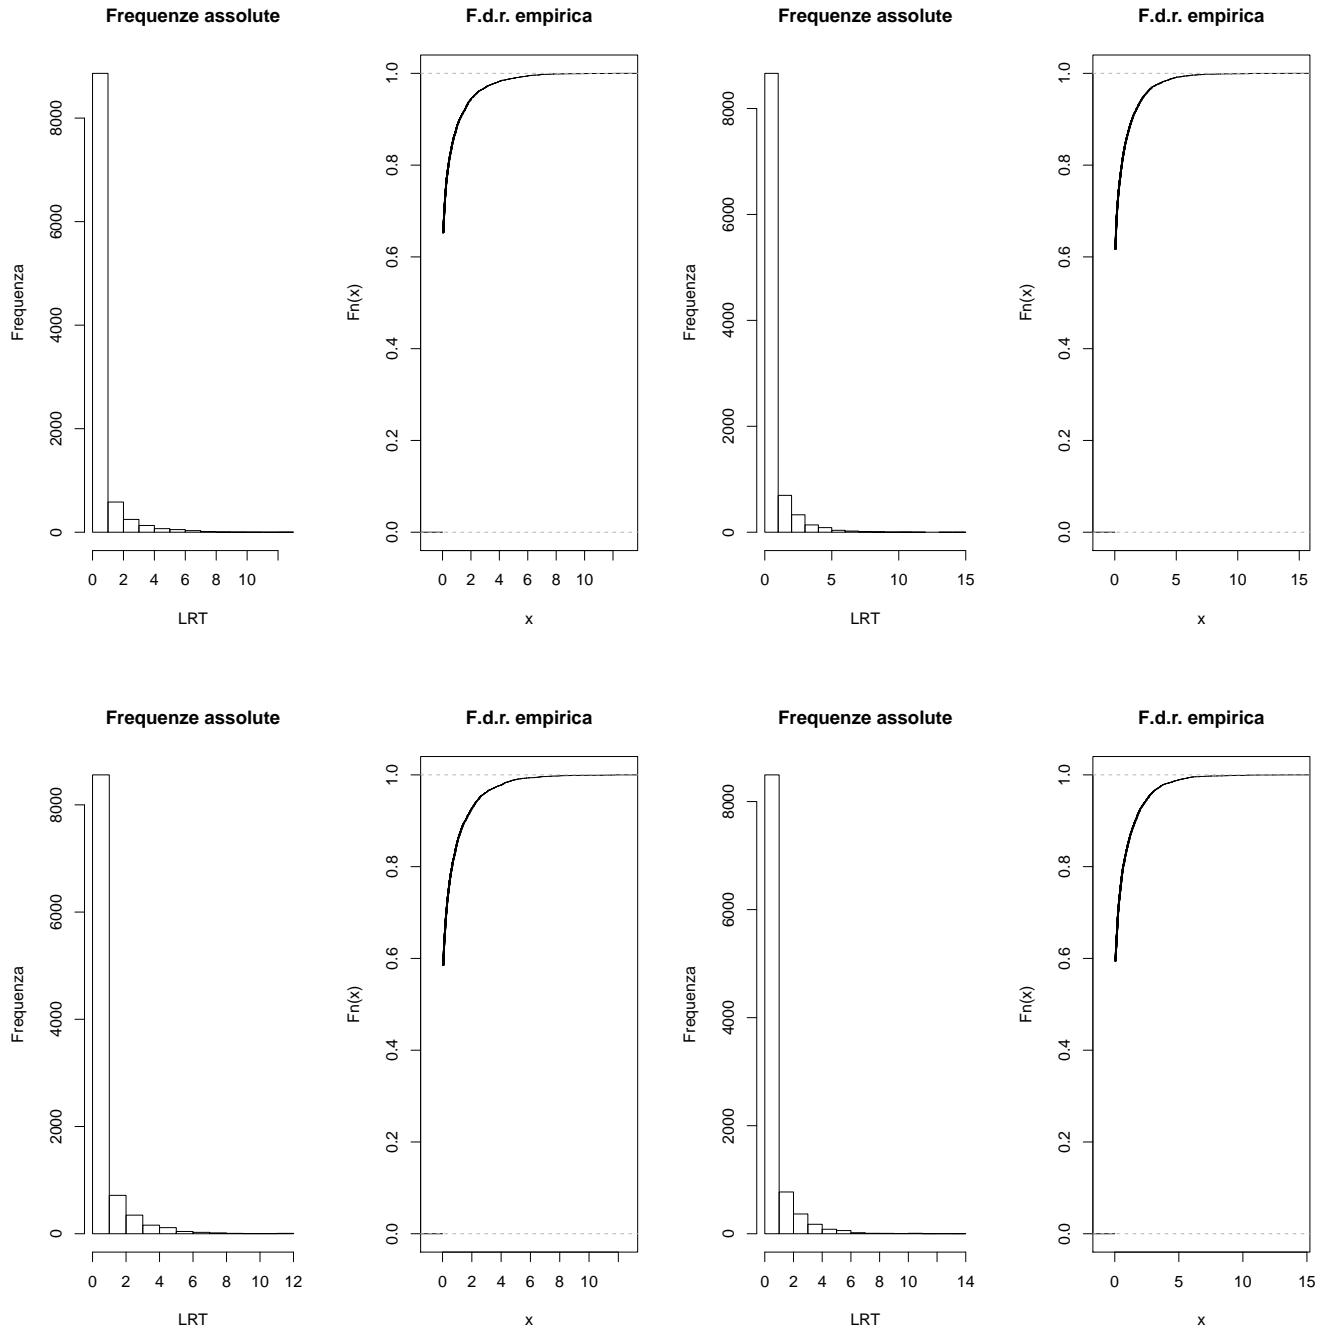 Frequenze assolute
F.d.r. empirica
Frequenze assolute
F.d.r. empirica
Frequenza
0 2000 4000 6000 8000
0 2 4 6 8 10
LRT
Fn(x)
0.0 0.2 0.4 0.6 0.8 1.0
0 2 4 6 8 10
x
Frequenza
0 2000 4000 6000 8000
0 5 10 15
LRT
Fn(x)
0.0 0.2 0.4 0.6 0.8 1.0
0 5 10 15
x
Frequenze assolute
F.d.r. empirica
Frequenze assolute
F.d.r. empirica
Frequenza
0 2000 4000 6000 8000
0 2 4 6 8 10 12
LRT
Fn(x)
0.0 0.2 0.4 0.6 0.8 1.0
0 2 4 6 8 10
x
Frequenza
0 2000 4000 6000 8000
0 2 4 6 8 10 14
LRT
Fn(x)
0.0 0.2 0.4 0.6 0.8 1.0
0 5 10 15
x